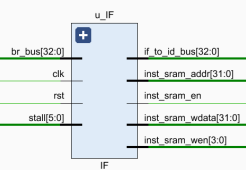 u_IF
br_bus[32:0]
clk
rst
stall[5:0]
if_to_id_bus[32:0]
inst_sram_addr[31:0]
inst_sram_en
inst_sram_wdata[31:0]
inst_sram_wen[3:0]
IF